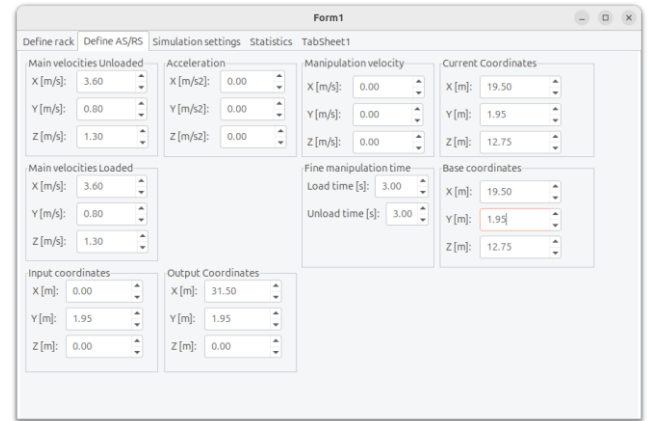 Form1
Define rack Define AS/RS Simulation settings Statistics TabSheet1
Main velocities Unloaded
X [m/s]: 3.60
Y [m/s]: 0.80
Z [m/s]: 1.30
Acceleration
X [m/s2]: 0.00
Y [m/s2]: 0.00
Z [m/s2]: 0.00
Manipulation velocity
X [m/s]: 0.00
Y [m/s]: 0.00
Z [m/s]: 0.00
Current Coordinates
X [m]: 19.50
Y [m]: 1.95
Z [m]: 12.75
Main velocities Loaded
X [m/s]: 3.60
Y [m/s]: 0.80
Z [m/s]: 1.30
Fine manipulation time
Load time [s]: 3.00
Unload time [s]: 3.00
Base coordinates
X [m]: 19.50
Y [m]: 1.95
Z [m]: 12.75
Input coordinates
X [m]: 0.00
Y [m]: 1.95
Z [m]: 0.00
Output Coordinates
X [m]: 31.50
Y [m]: 1.95
Z [m]: 0.00